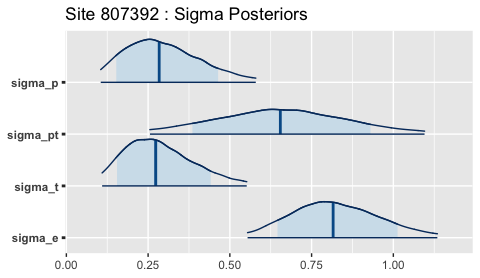 Site 807392 : Sigma Posteriors
sigma_p
sigma_pt
sigma_t
sigma_e
0.00 0.25 0.50 0.75 1.00